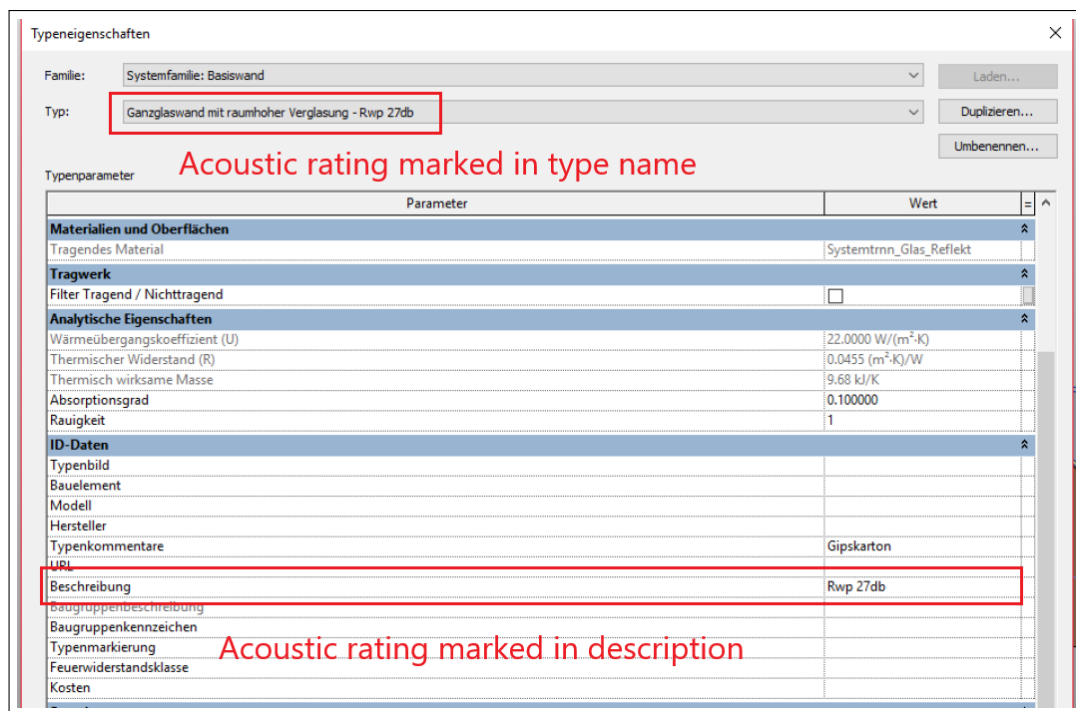 Typeneigenschaften
Familie: Systemfamilie: Basiswand Laden...
Typ: Ganzglaswand mit raumhoher Verglasung - Rwp 27db Duplizieren...
Umbenennen...
Acoustic rating marked in type name
Typenparameter
Parameter Wert =
Materialien und Oberflächen
Tragendes Material Systemtrnn_Glas_Reflekt
Tragwerk
Filter Tragend / Nichttragend
Analytische Eigenschaften
Wärmeübergangskoeffizient (U) 22.0000 W/(m²·K)
Thermischer Widerstand (R) 0.0455 (m²·K)/W
Thermisch wirksame Masse 9.68 kJ/K
Absorptionsgrad 0.100000
Rauigkeit 1
ID-Daten
Typenbild
Bauelement
Modell
Hersteller
Typenkommentare Gipskarton
URL
Beschreibung Rwp 27db
Baugruppenbeschreibung
Baugruppenkennzeichen
Typenmarkierung
Acoustic rating marked in description
Feuerwiderstandsklasse
Kosten